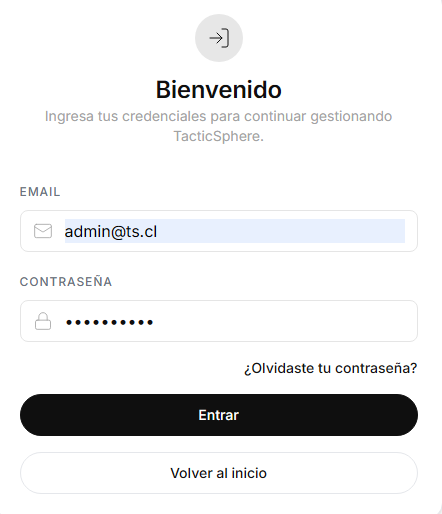 Bienvenido
Ingresa tus credenciales para continuar gestionando
TacticSphere.
EMAIL
admin@ts.cl
CONTRASEÑA
••••••••••
¿Olvidaste tu contraseña?
Entrar
Volver al inicio